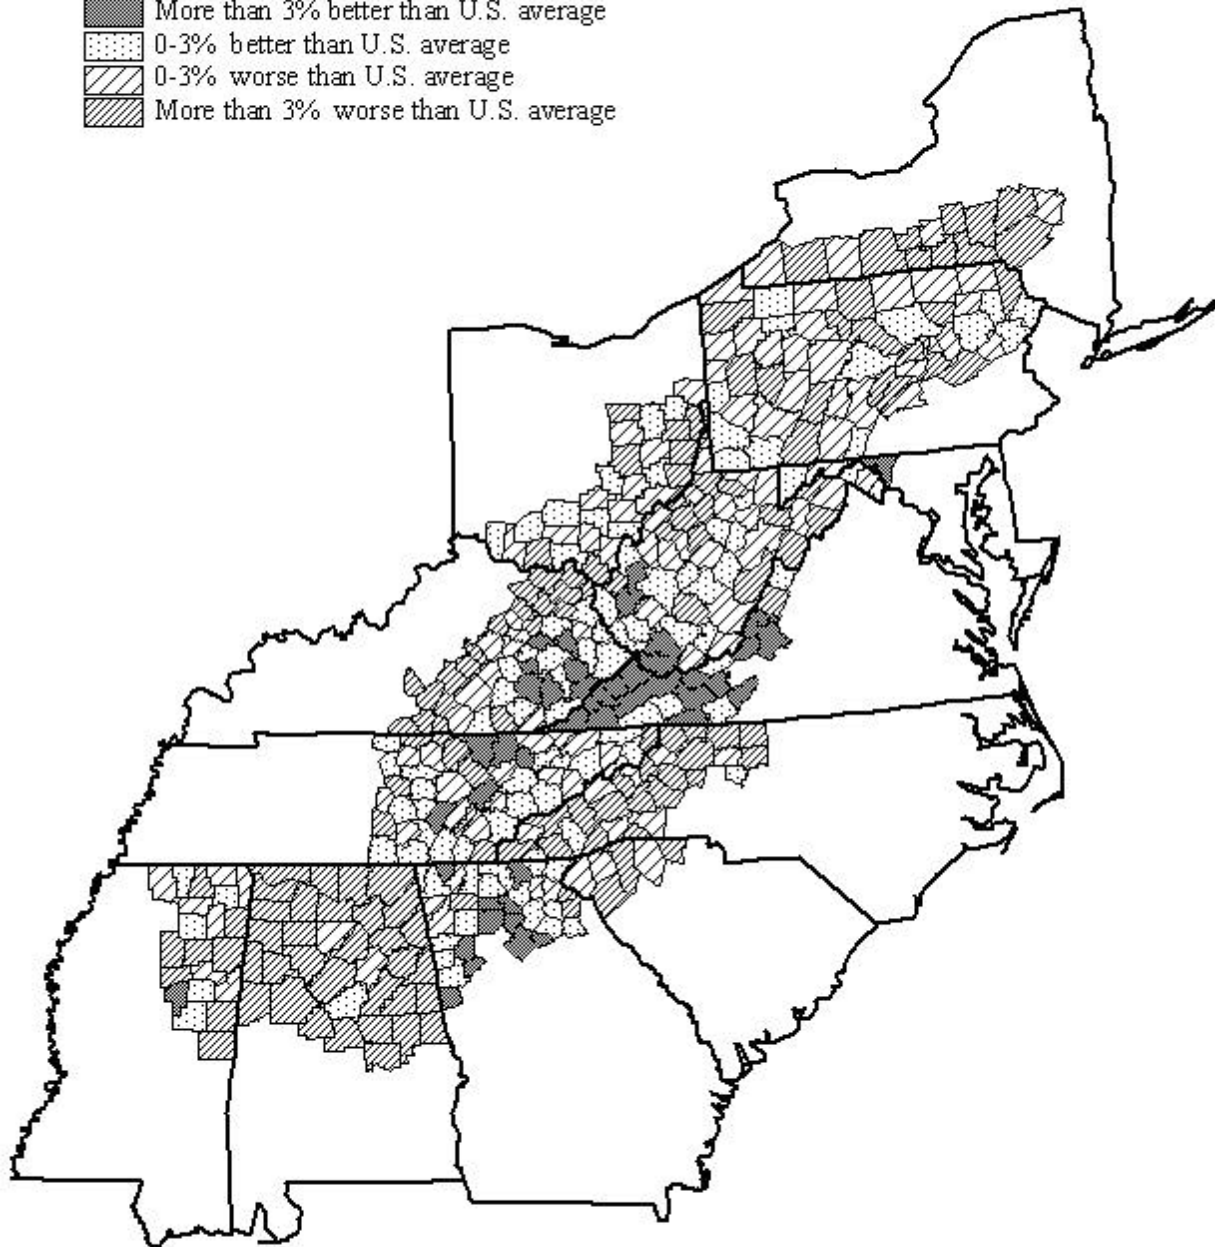 More than 3% better than U.S. average
0-3% better than U.S. average
0-3% worse than U.S. average
More than 3% worse than U.S. average